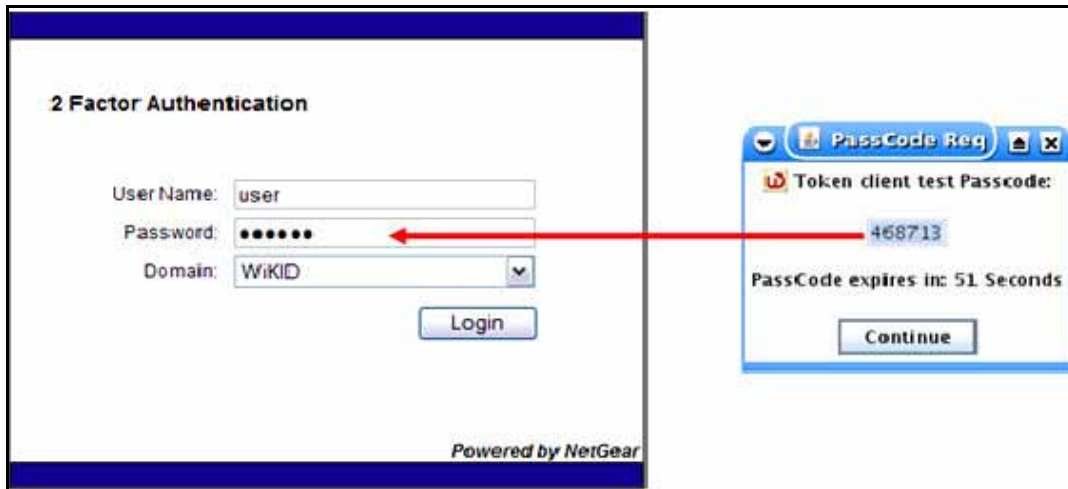 2 Factor Authentication
User Name: user
Password: ●●●●●●
Domain: WiKID
Login
Powered by NetGear
PassCode Req
Token client test Passcode:
468713
PassCode expires in: 51 Seconds
Continue